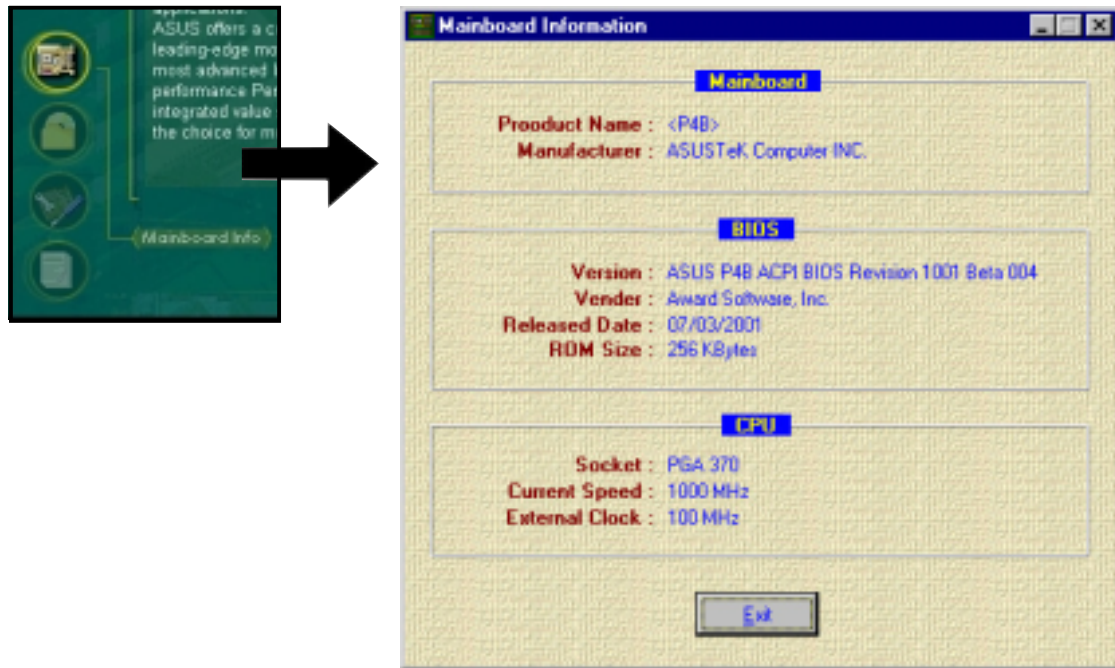 applications.
ASUS offers a c
leading-edge mo
most advanced
performance Per
integrated value
the choice for m
Mainboard Info
Mainboard Information
Mainboard
Prooduct Name : <P4B>
Manufacturer : ASUSTeK Computer INC.
BIOS
Version : ASUS P4B ACPI BIOS Revision 1001 Beta 004
Vender : Award Software, Inc.
Released Date : 07/03/2001
ROM Size : 256 KBytes
CPU
Socket : PGA 370
Current Speed : 1000 MHz
External Clock : 100 MHz
Exit